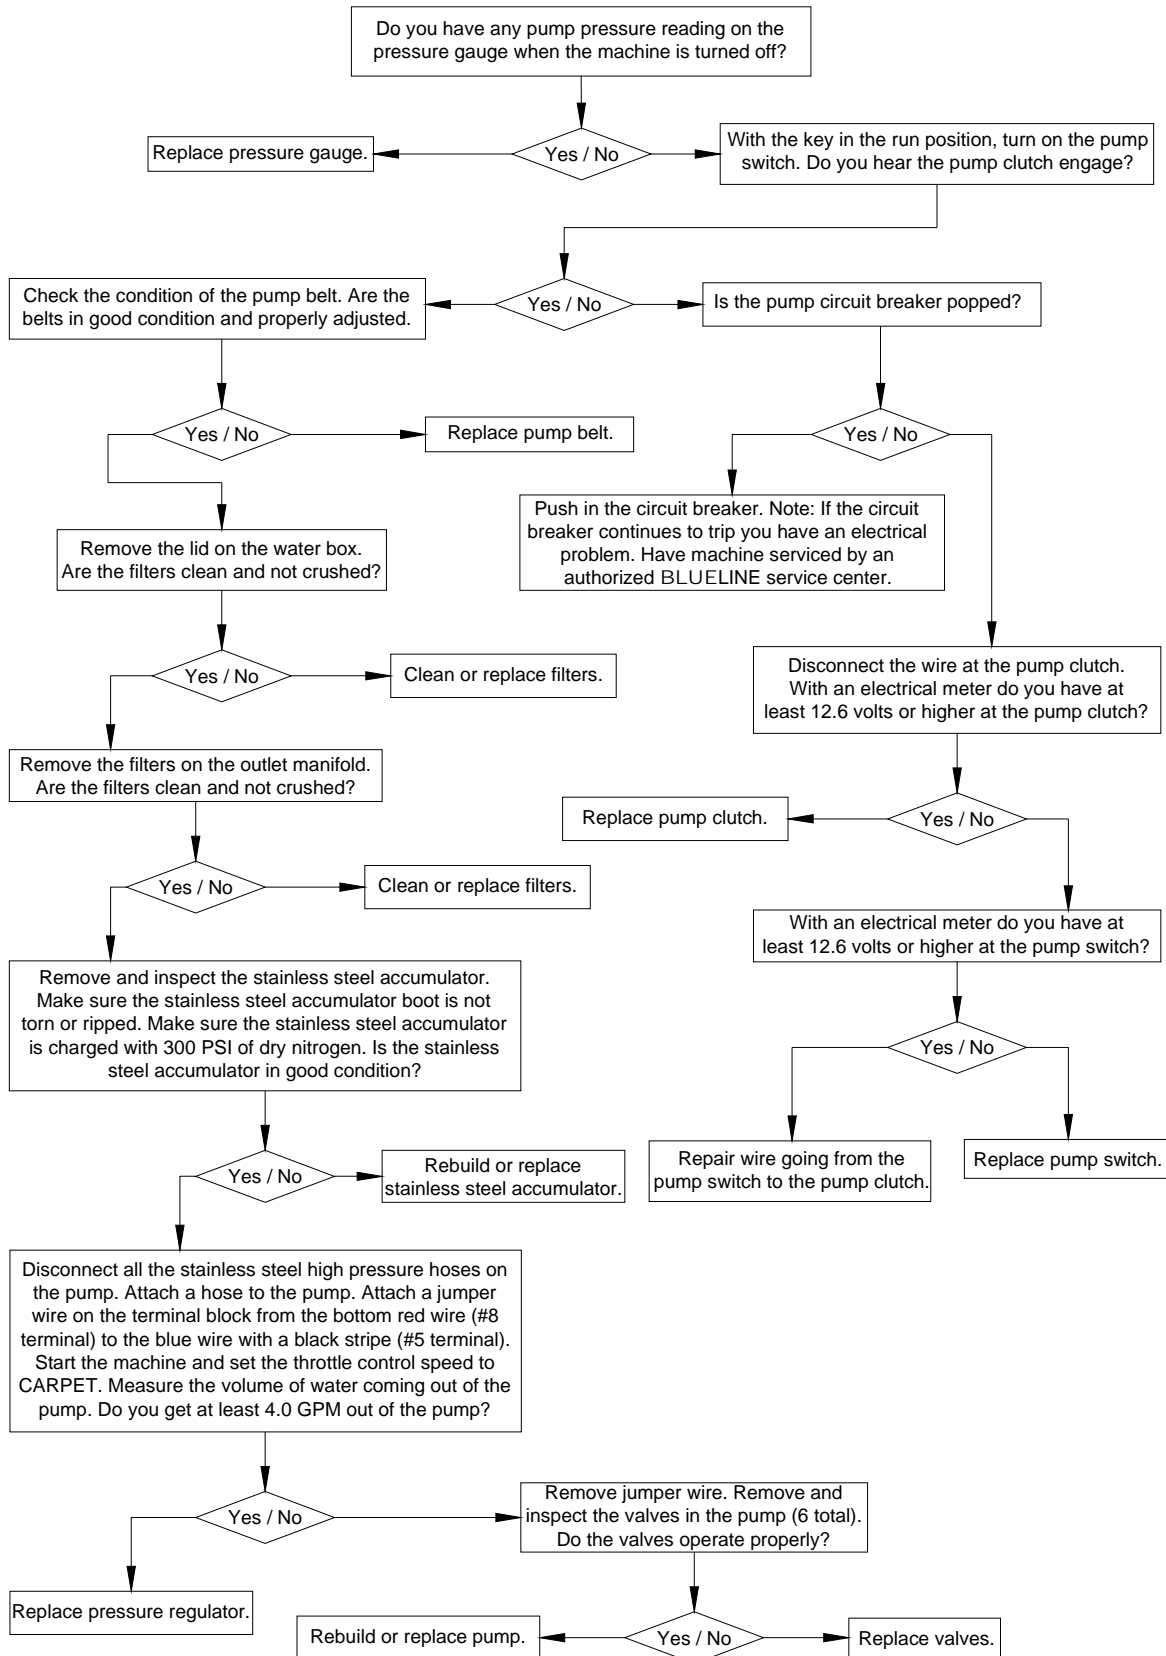 Do you have any pump pressure reading on the
pressure gauge when the machine is turned off?
Replace pressure gauge.
Yes / No
With the key in the run position, turn on the pump
switch. Do you hear the pump clutch engage?
Check the condition of the pump belt. Are the
belts in good condition and properly adjusted.
Yes / No
Is the pump circuit breaker popped?
Yes / No
Replace pump belt.
Yes / No
Push in the circuit breaker. Note: If the circuit
breaker continues to trip you have an electrical
problem. Have machine serviced by an
authorized BLUELINE service center.
Remove the lid on the water box.
Are the filters clean and not crushed?
Yes / No
Clean or replace filters.
Disconnect the wire at the pump clutch.
With an electrical meter do you have at
least 12.6 volts or higher at the pump clutch?
Remove the filters on the outlet manifold.
Are the filters clean and not crushed?
Replace pump clutch.
Yes / No
Yes / No
Clean or replace filters.
With an electrical meter do you have at
least 12.6 volts or higher at the pump switch?
Remove and inspect the stainless steel accumulator.
Make sure the stainless steel accumulator boot is not
torn or ripped. Make sure the stainless steel accumulator
is charged with 300 PSI of dry nitrogen. Is the stainless
steel accumulator in good condition?
Yes / No
Yes / No
Rebuild or replace
stainless steel accumulator.
Repair wire going from the
pump switch to the pump clutch.
Replace pump switch.
Disconnect all the stainless steel high pressure hoses on
the pump. Attach a hose to the pump. Attach a jumper
wire on the terminal block from the bottom red wire (#8
terminal) to the blue wire with a black stripe (#5 terminal).
Start the machine and set the throttle control speed to
CARPET. Measure the volume of water coming out of the
pump. Do you get at least 4.0 GPM out of the pump?
Yes / No
Remove jumper wire. Remove and
inspect the valves in the pump (6 total).
Do the valves operate properly?
Replace pressure regulator.
Rebuild or replace pump.
Yes / No
Replace valves.